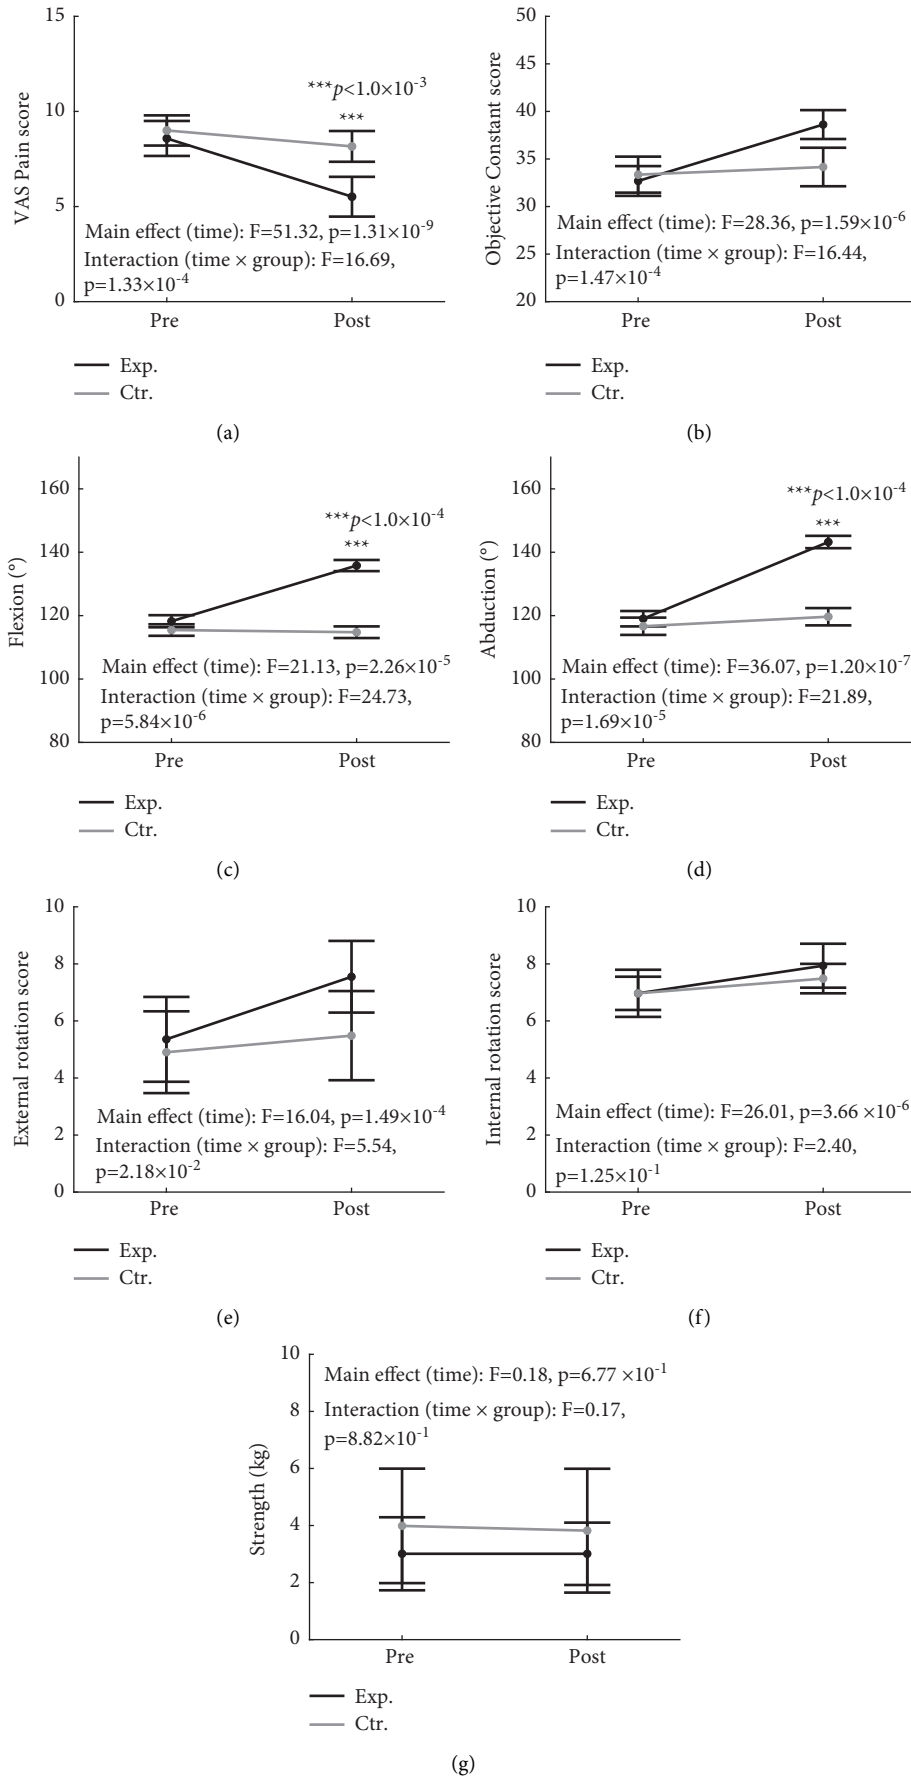 15
10
5
0
VAS Pain score
***p<1.0×10-3
***
Main effect (time): F=51.32, p=1.31×10-9
Interaction (time × group): F=16.69,
p=1.33×10-4
Pre Post
Exp.
Ctr.
(a)
50
45
40
35
30
25
20
Objective Constant score
Main effect (time): F=28.36, p=1.59×10-6
Interaction (time × group): F=16.44,
p=1.47×10-4
Pre Post
Exp.
Ctr.
(b)
160
140
120
100
80
Flexion (°)
***p<1.0×10-4
***
Main effect (time): F=21.13, p=2.26×10-5
Interaction (time × group): F=24.73,
p=5.84×10-6
Pre Post
Exp.
Ctr.
(c)
160
140
120
100
80
Abduction (°)
***p<1.0×10-4
***
Main effect (time): F=36.07, p=1.20×10-7
Interaction (time × group): F=21.89,
p=1.69×10-5
Pre Post
Exp.
Ctr.
(d)
10
8
6
4
2
0
External rotation score
Main effect (time): F=16.04, p=1.49×10-4
Interaction (time × group): F=5.54,
p=2.18×10-2
Pre Post
Exp.
Ctr.
(e)
10
8
6
4
2
0
Internal rotation score
Main effect (time): F=26.01, p=3.66 ×10-6
Interaction (time × group): F=2.40,
p=1.25×10-1
Pre Post
Exp.
Ctr.
(f)
10
8
6
4
2
0
Strength (kg)
Main effect (time): F=0.18, p=6.77 ×10-1
Interaction (time × group): F=0.17,
p=8.82×10-1
Pre Post
Exp.
Ctr.
(g)